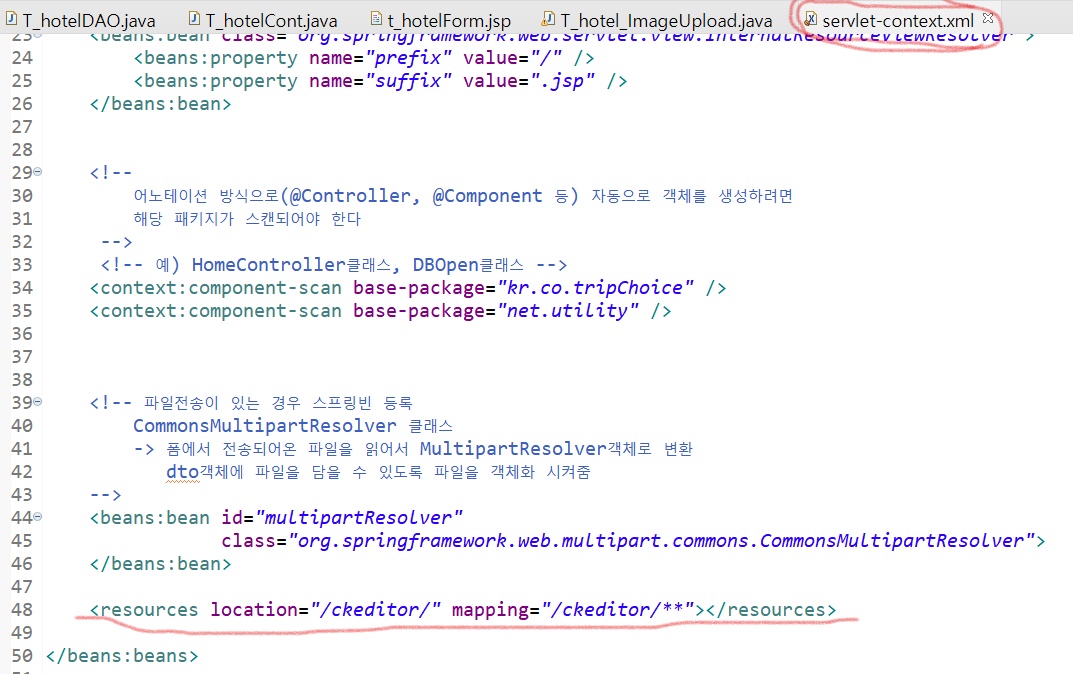 T_hotelDAO.java T_hotelCont.java t_hotelForm.jsp T_hotel_ImageUpload.java servlet-context.xml
23 <beans:bean class="org.springframework.web.servlet.view.InternalResourceViewResolver">
24 <beans:property name="prefix" value="/" />
25 <beans:property name="suffix" value=".jsp" />
26 </beans:bean>
27
28
29 <!--
30 어노테이션 방식으로(@Controller, @Component 등) 자동으로 객체를 생성하려면
31 해당 패키지가 스캔되어야 한다
32 -->
33 <!-- 예) HomeController클래스, DBOpen클래스 -->
34 <context:component-scan base-package="kr.co.tripChoice" />
35 <context:component-scan base-package="net.utility" />
36
37
38
39 <!-- 파일전송이 있는 경우 스프링빈 등록
40 CommonsMultipartResolver 클래스
41 -> 폼에서 전송되어온 파일을 읽어서 MultipartResolver객체로 변환
42 dto객체에 파일을 담을 수 있도록 파일을 객체화 시켜줌
43 -->
44 <beans:bean id="multipartResolver"
45 class="org.springframework.web.multipart.commons.CommonsMultipartResolver">
46 </beans:bean>
47
48 <resources location="/ckeditor/" mapping="/ckeditor/**"></resources>
49
50 </beans:beans>